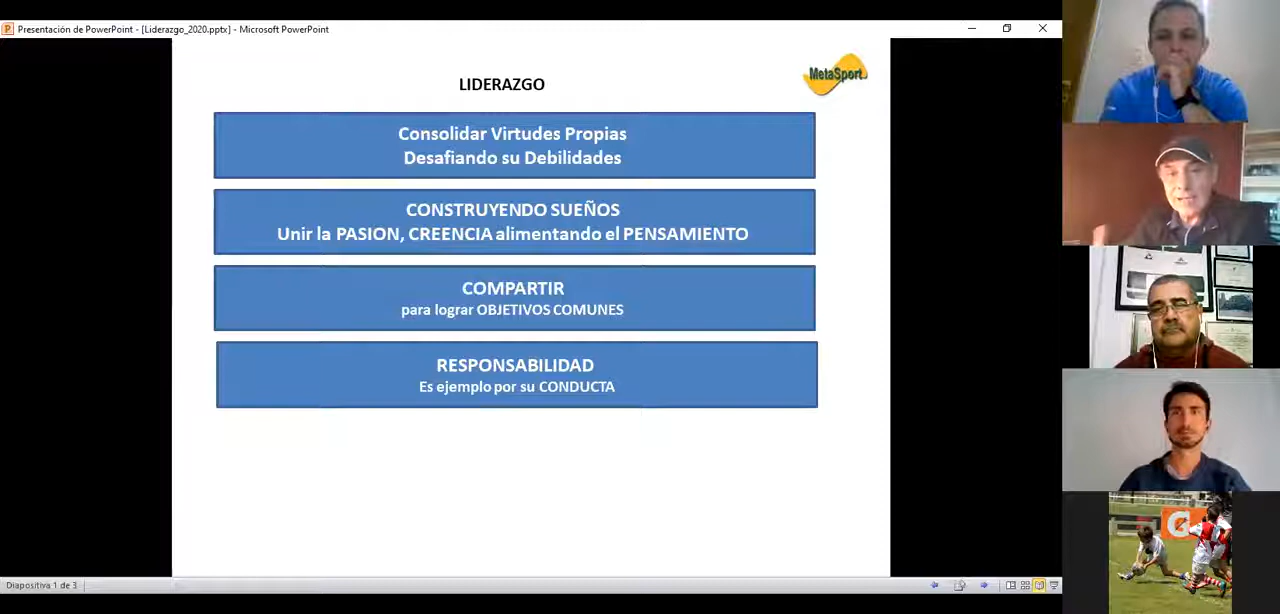 Presentación de PowerPoint - [Liderazgo_2020.pptx] - Microsoft PowerPoint
LIDERAZGO
MetaSport
Consolidar Virtudes Propias
Desafiando su Debilidades
CONSTRUYENDO SUEÑOS
Unir la PASION, CREENCIA alimentando el PENSAMIENTO
COMPARTIR
para lograr OBJETIVOS COMUNES
RESPONSABILIDAD
Es ejemplo por su CONDUCTA
G
Diapositiva 1 de 3